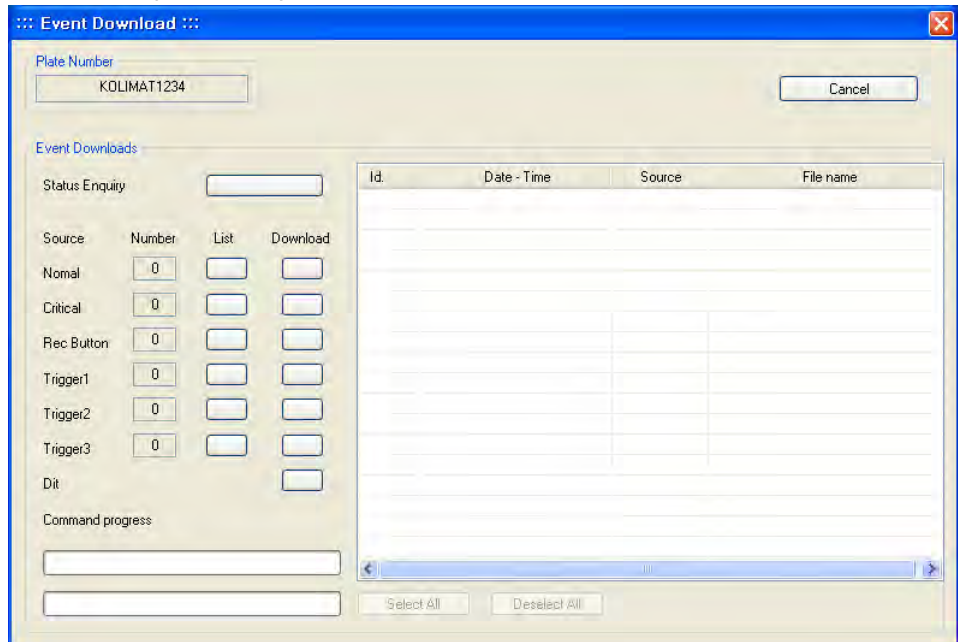 ::: Event Download :::
Plate Number
KOLIMAT1234
Cancel
Event Downloads
Status Enquiry
Id. Date - Time Source File name
Source Number List Download
Nomal 0
Critical 0
Rec Button 0
Trigger1 0
Trigger2 0
Trigger3 0
Dit
Command progress
Select All Deselect All